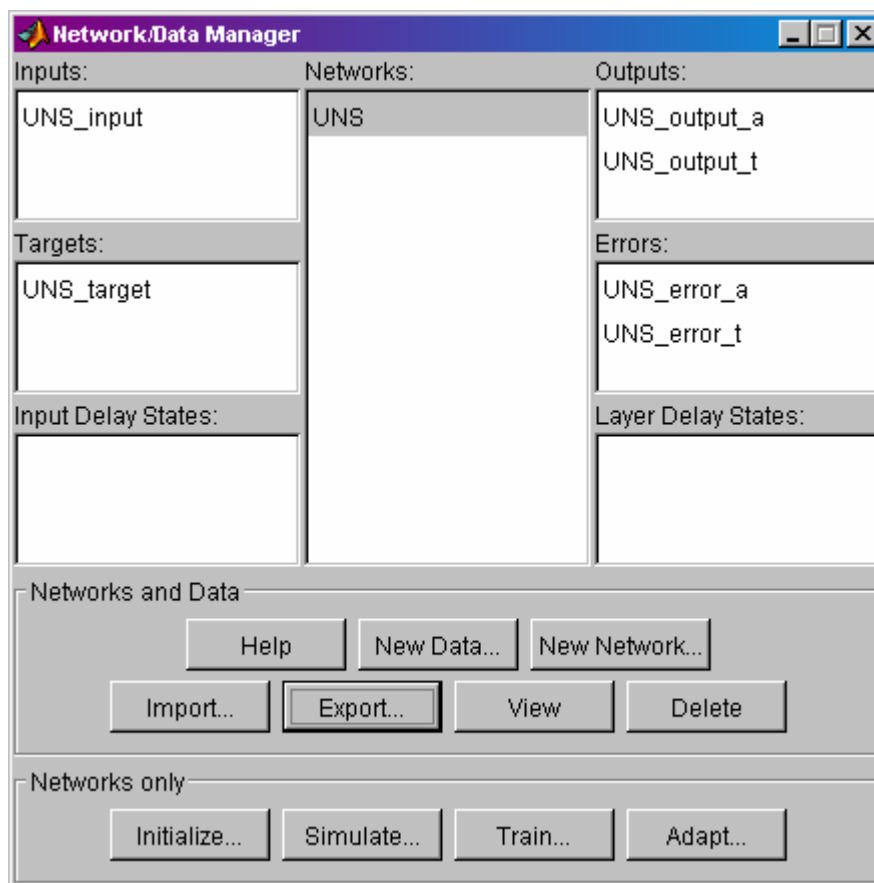 Network/Data Manager
Inputs:
UNS_input
Networks:
UNS
Outputs:
UNS_output_a
UNS_output_t
Targets:
UNS_target
Errors:
UNS_error_a
UNS_error_t
Input Delay States:
Layer Delay States:
Networks and Data
Help New Data... New Network...
Import... Export... View Delete
Networks only
Initialize... Simulate... Train... Adapt...